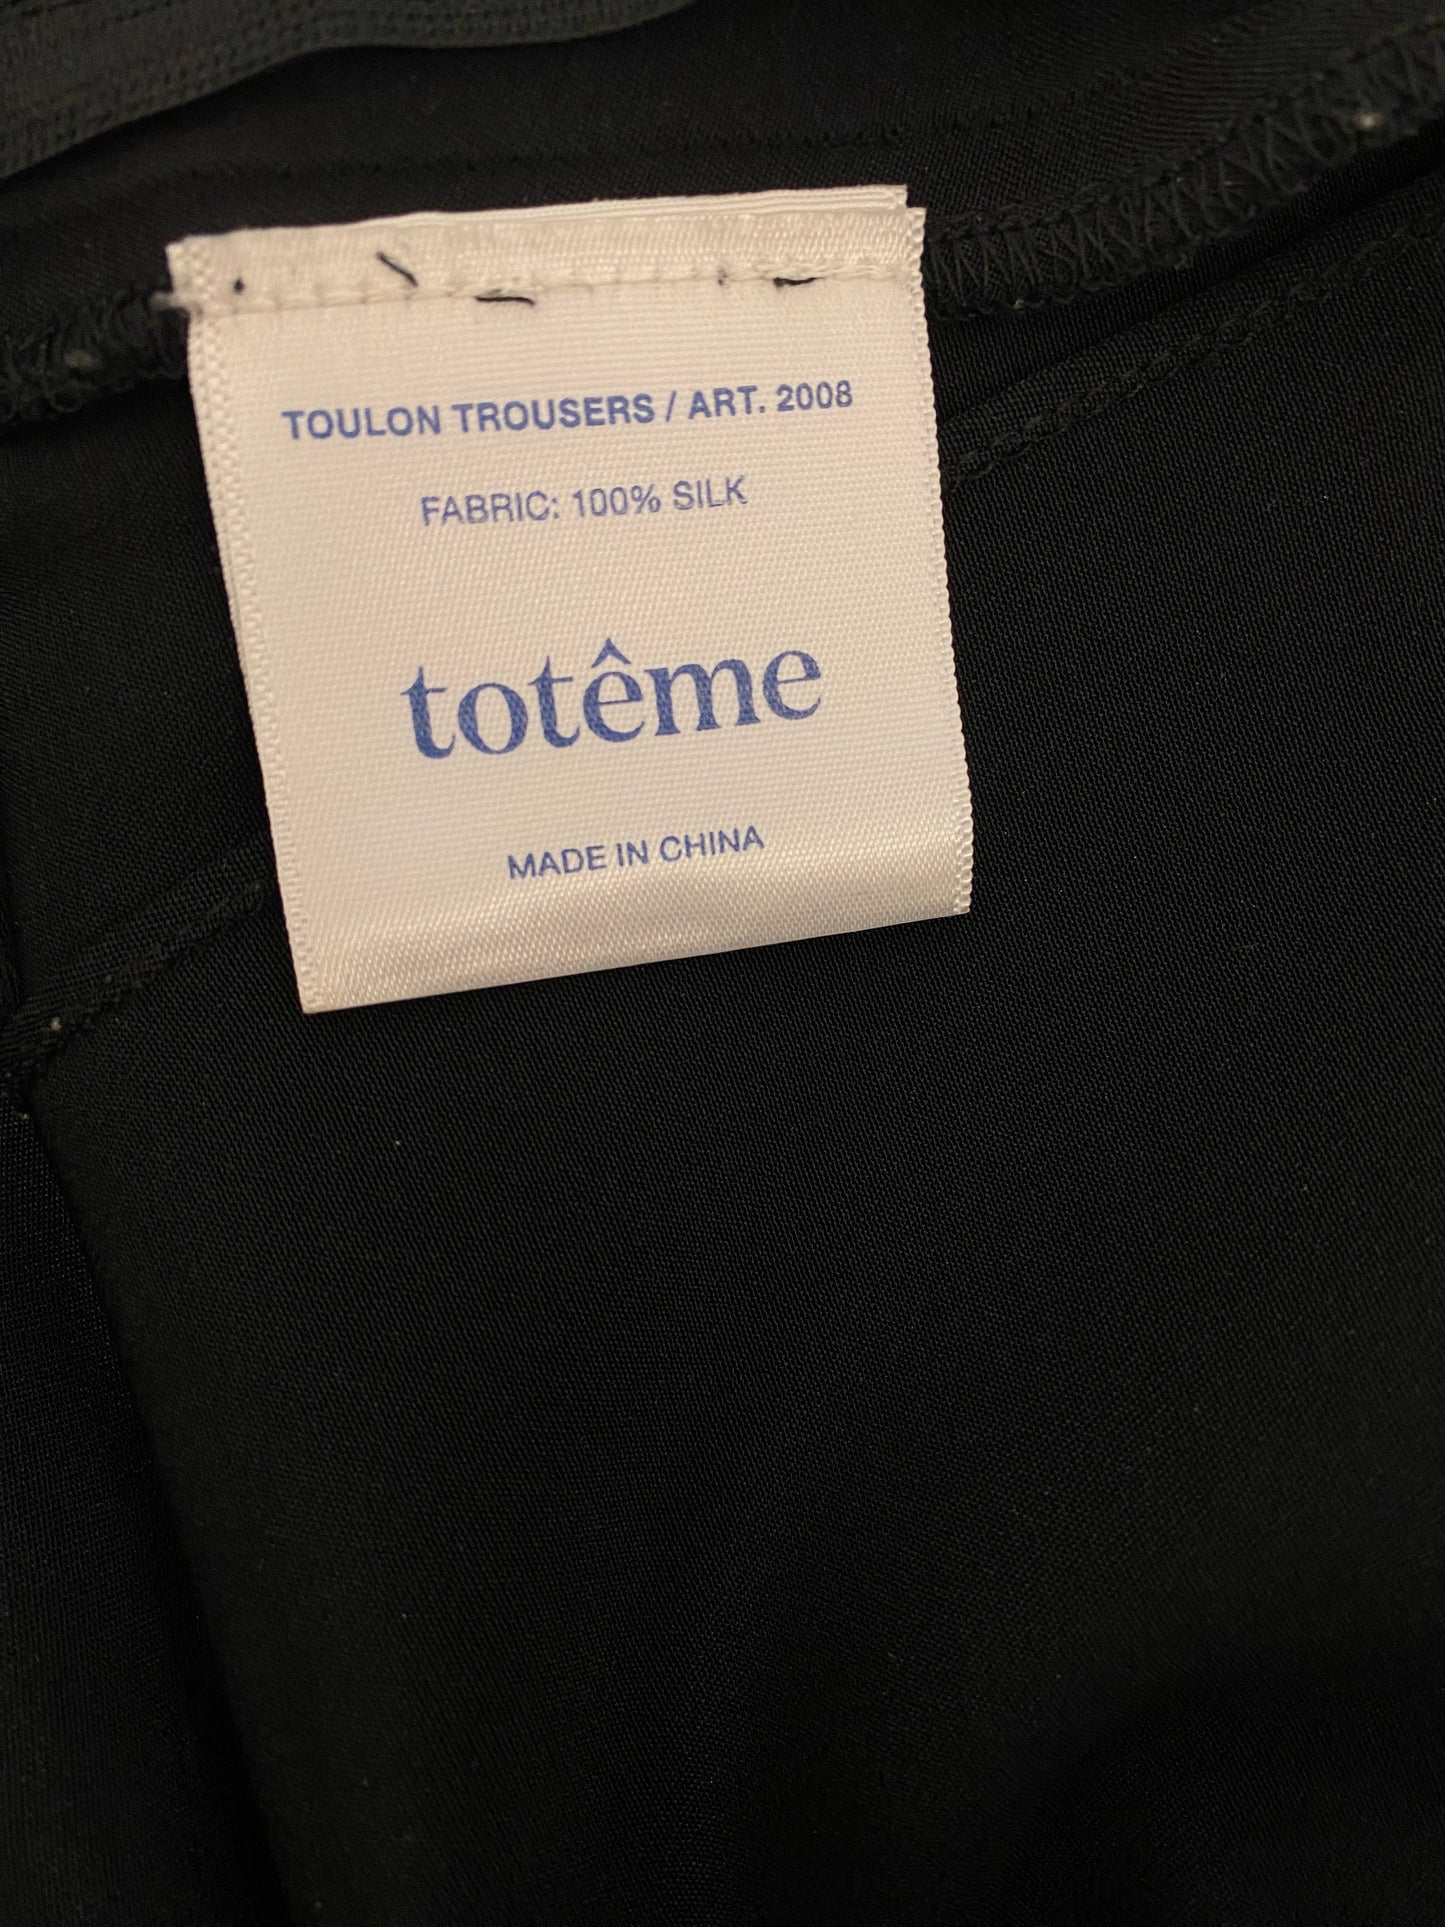 TOULON TROUSERS / ART. 2008
FABRIC: 100% SILK
totême
MADE IN CHINA